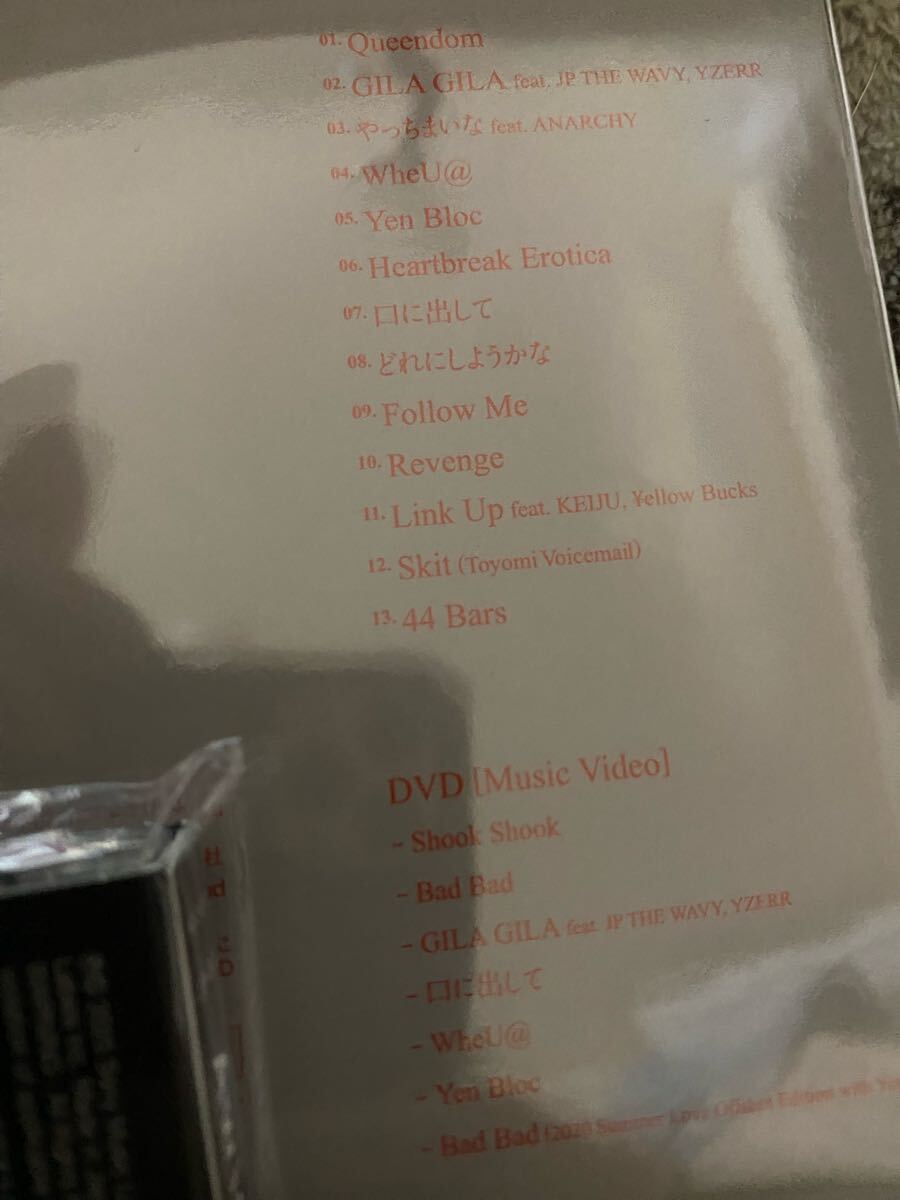 01. Queendom
02. GILA GILA feat. JP THE WAVY, YZERR
03. やっちまいな feat. ANARCHY
04. WheU@
05. Yen Bloc
06. Heartbreak Erotica
07. 口に出して
08. どれにしようかな
09. Follow Me
10. Revenge
11. Link Up feat. KEIJU, ¥ellow Bucks
12. Skit (Toyomi Voicemail)
13. 44 Bars
DVD [Music Video]
- Shook Shook
- Bad Bad
- GILA GILA feat. JP THE WAVY, YZERR
- 口に出して
- WheU@
- Yen Bloc
- Bad Bad (2020 Summer Love Offshot Edition with